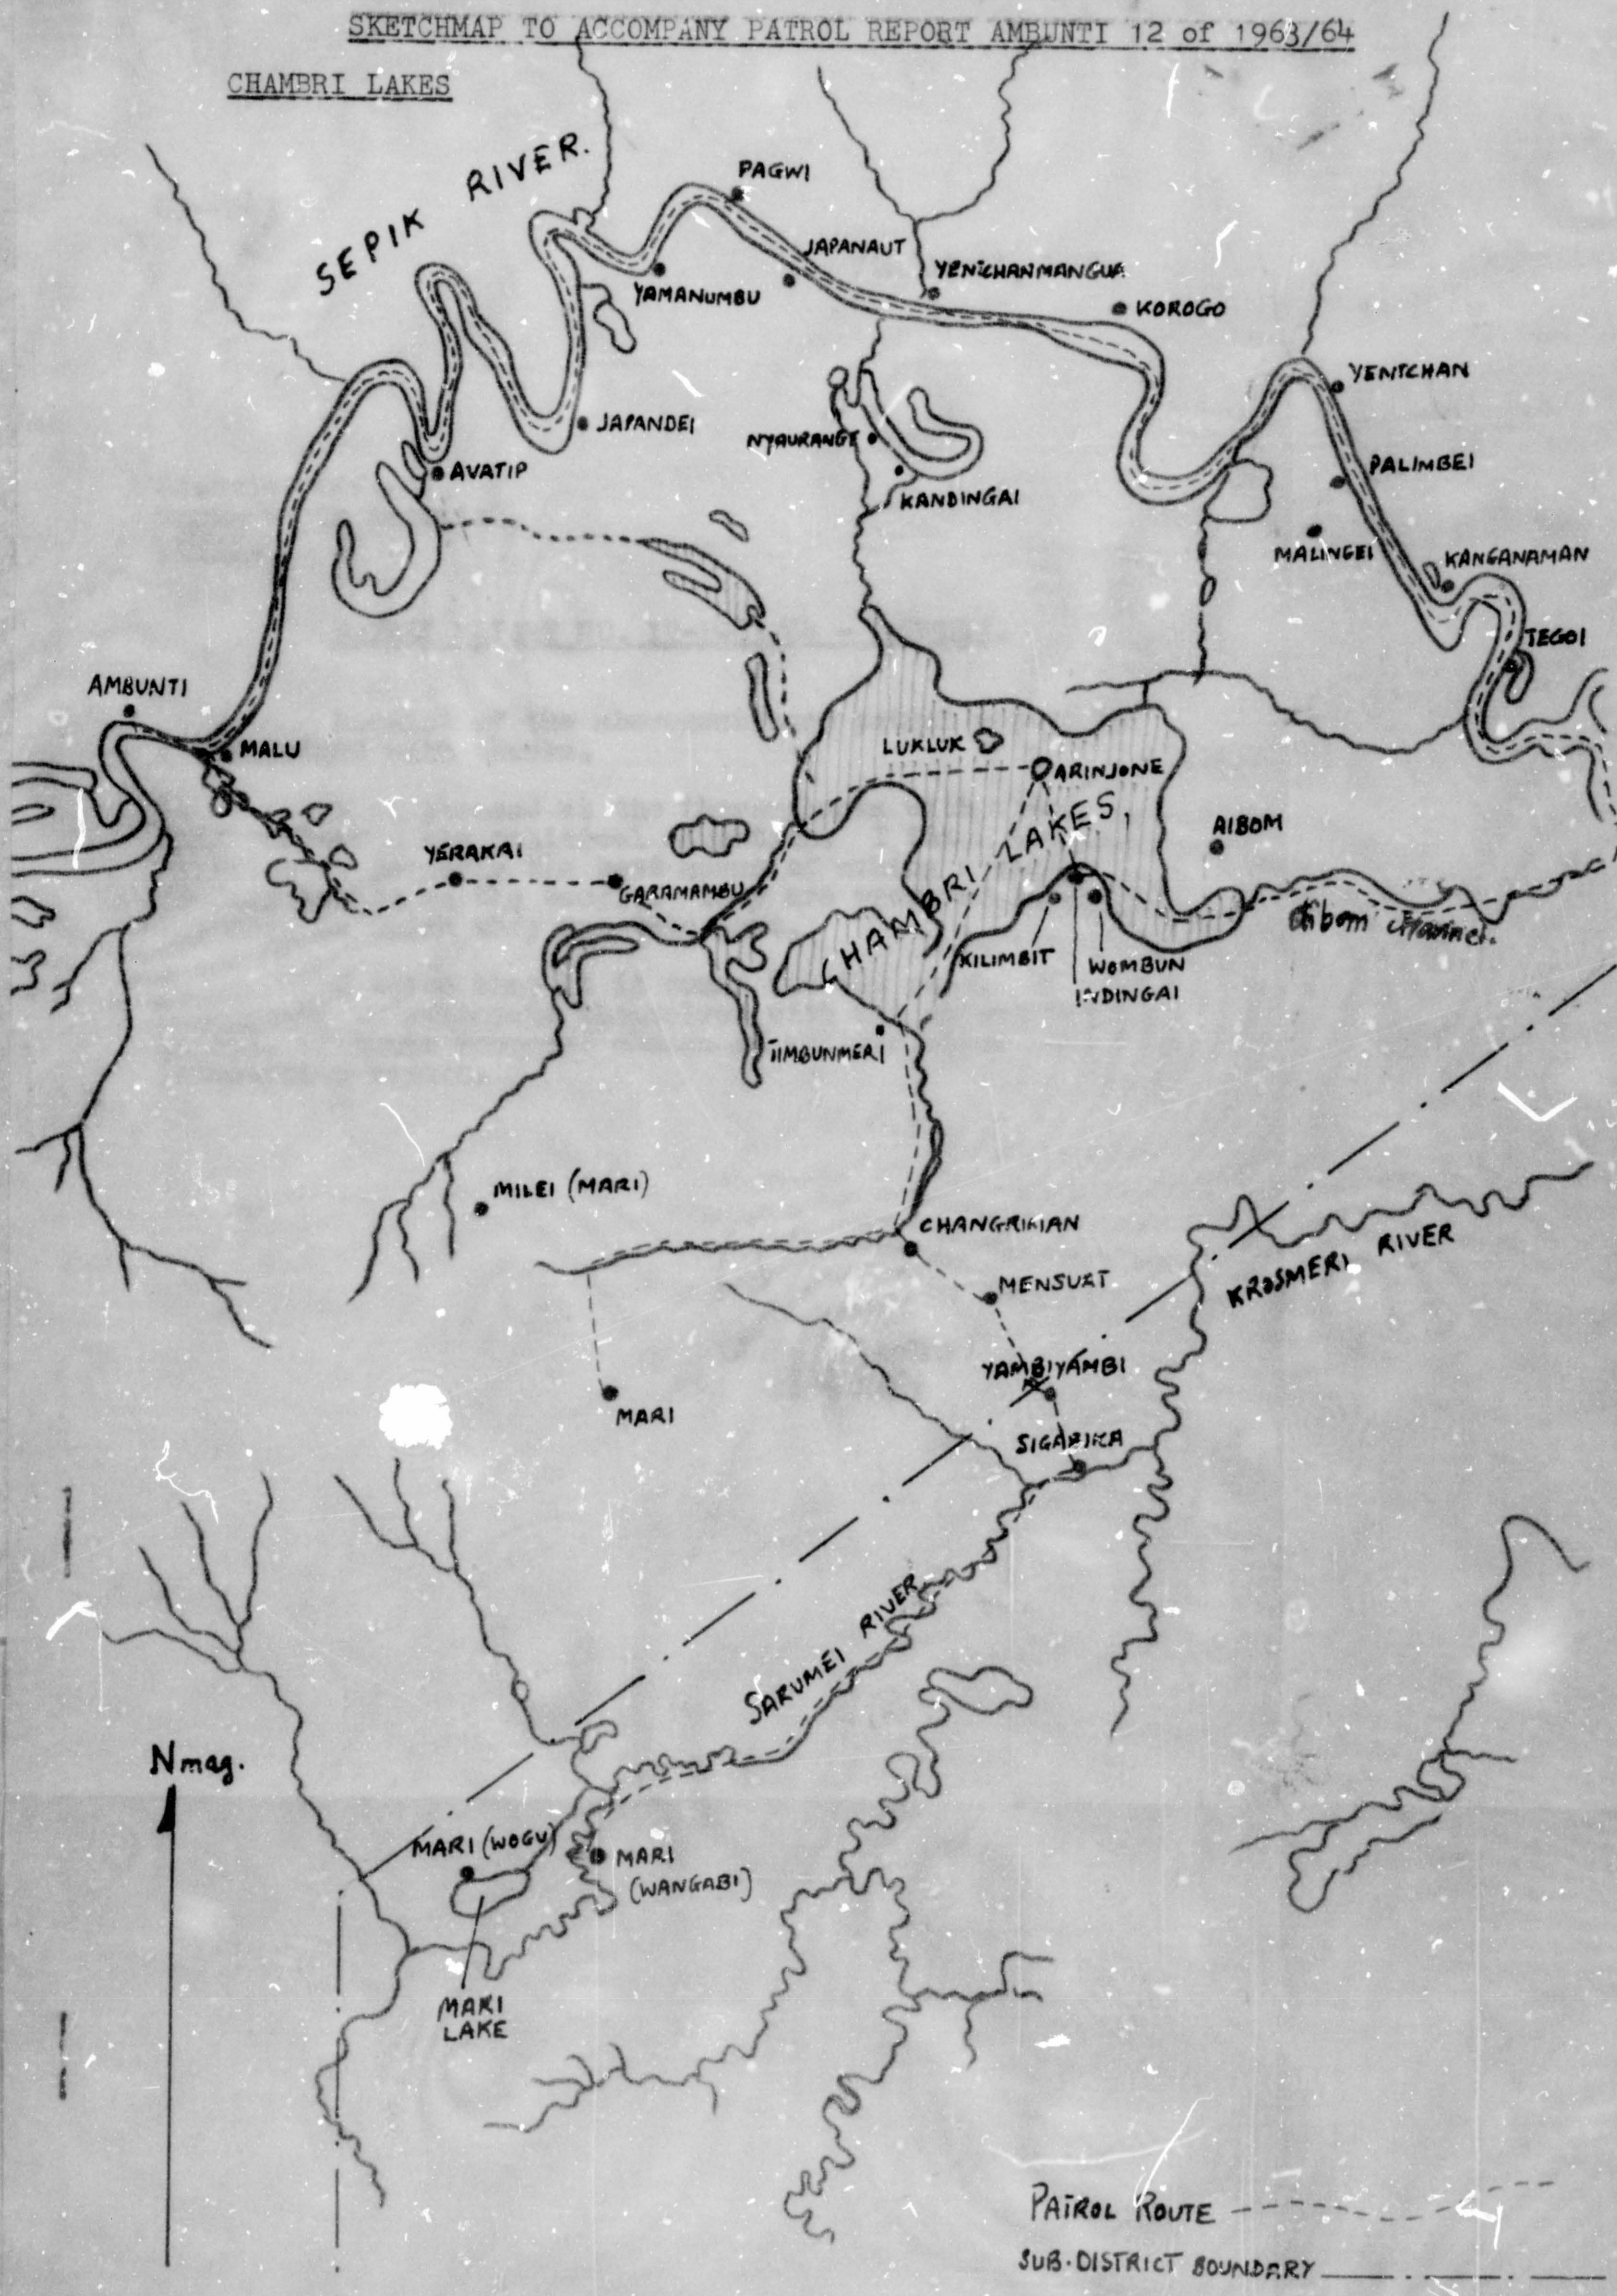 SKETCHMAP TO ACCOMPANY PATROL REPORT AMBUNTI 12 of 1963/64
CHAMBRI LAKES
SEPIK RIVER.
PAGWI
JAPANAUT
YENICHANMANGUA
YAMANUMBU
KOROGO
YENTCHAN
JAPANDEI
NYAURANGE
AVATIP
PALIMBEI
KANDINGAI
MALINGEI
KANGANAMAN
TEGOI
AMBUNTI
MALU
LUKLUK
ARINJONE
AIBOM
YERAKAI
GARAMAMBU
CHAMBRI LAKES,
Aibom Channel.
KILIMBIT
WOMBUN
INDINGAI
TIMBUNMERI
MILEI (MARI)
CHANGRIMAN
KROSMERI RIVER
MENSUAT
YAMBIYAMBI
MARI
SIGABIKA
SARUMEI RIVER
N mag.
MARI (WOGU)
MARI
(WANGABI)
MARI
LAKE
PATROL ROUTE
SUB-DISTRICT BOUNDARY